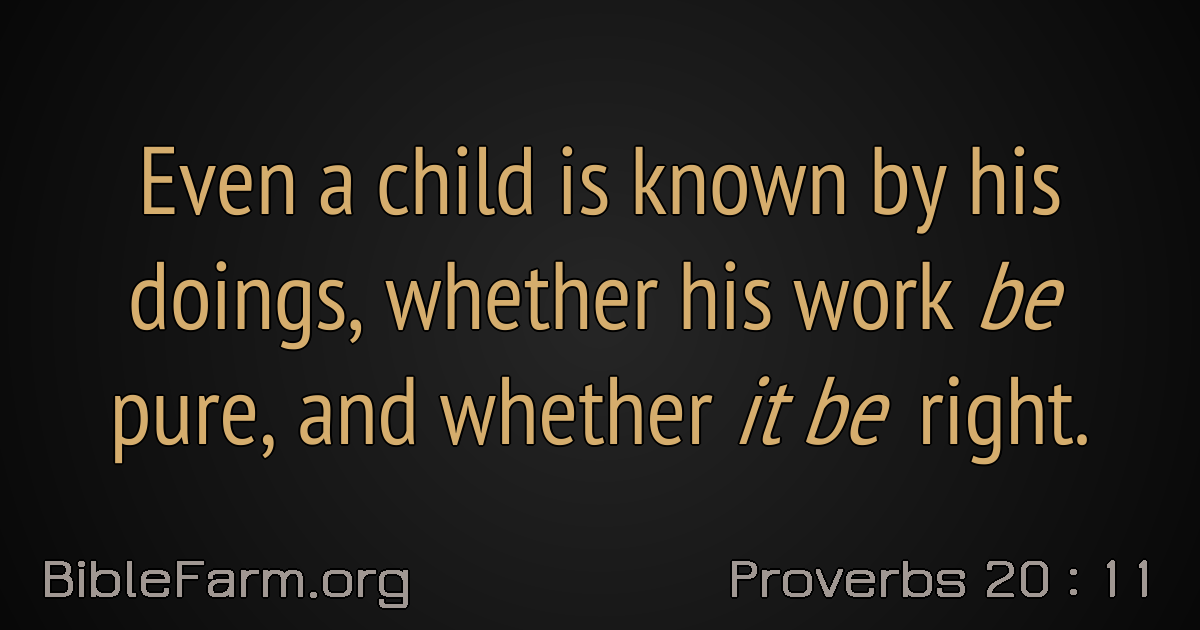 Even a child is known by his
doings, whether his work be
pure, and whether it be right.
BibleFarm.org
Proverbs 20 : 11